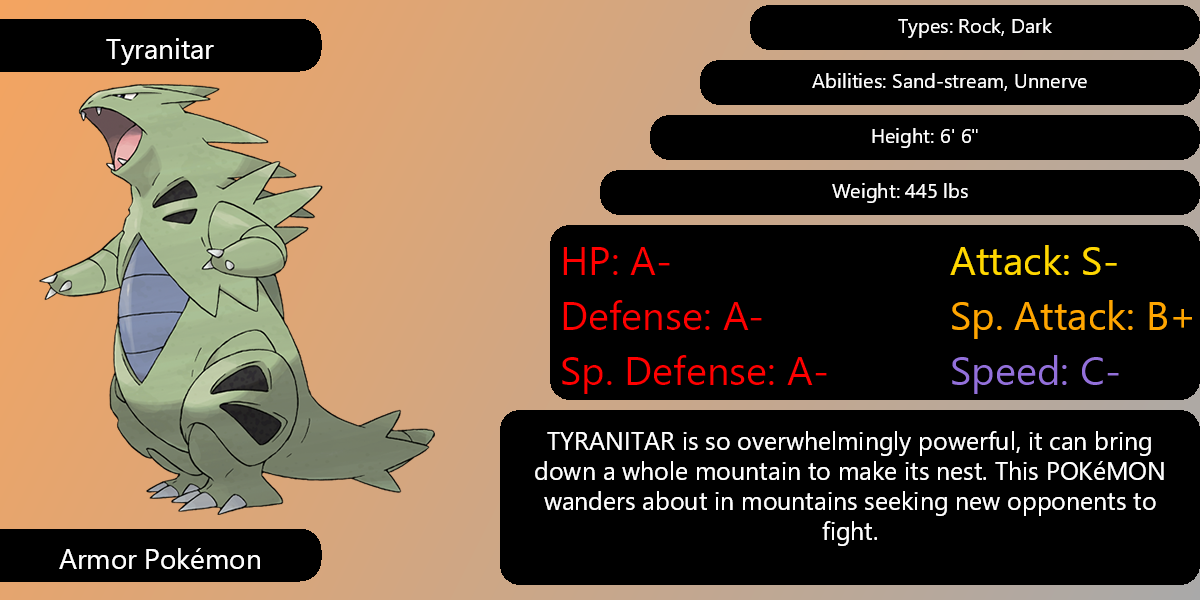 Tyranitar
Types: Rock, Dark
Abilities: Sand-stream, Unnerve
Height: 6' 6"
Weight: 445 lbs
HP: A-
Attack: S-
Defense: A-
Sp. Attack: B+
Sp. Defense: A-
Speed: C-
TYRANITAR is so overwhelmingly powerful, it can bring
down a whole mountain to make its nest. This POKéMON
wanders about in mountains seeking new opponents to
fight.
Armor Pokémon